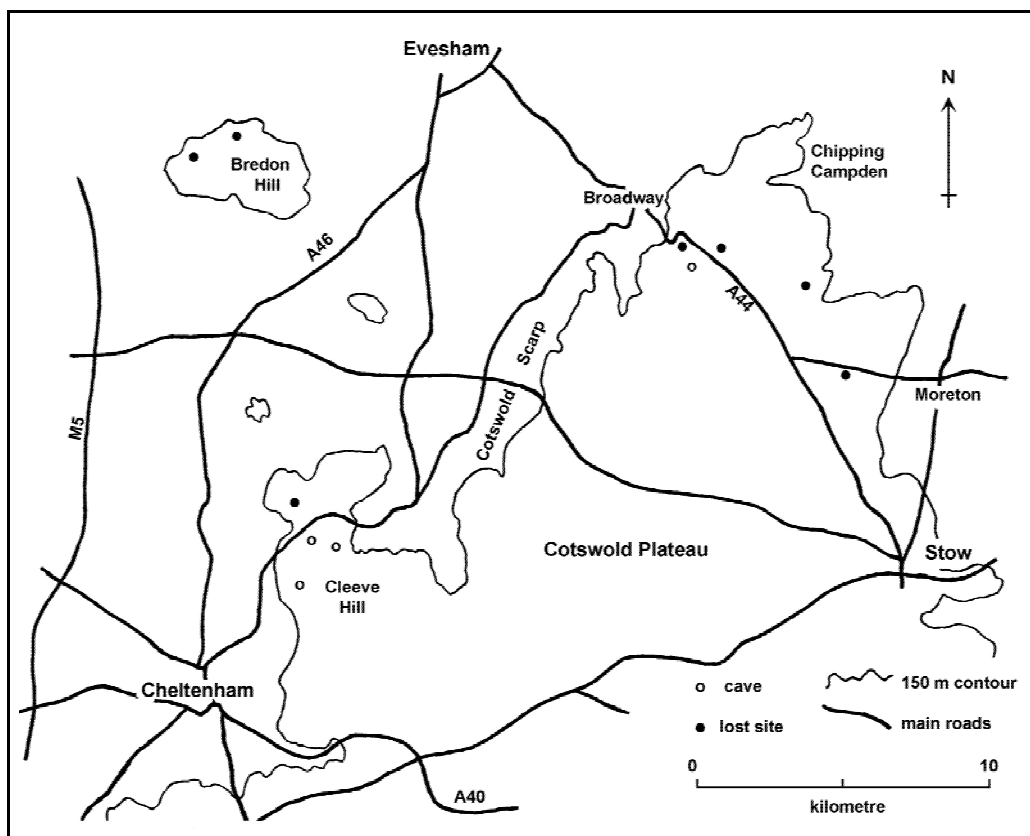 Evesham
N
Bredon
Hill
Chipping
Campden
Broadway
A46
A44
Scarp
Cotswold
M5
Moreton
Cotswold Plateau
Stow
Cleeve
Hill
Cheltenham
cave
150 m contour
lost site
main roads
0
10
kilometre
A40